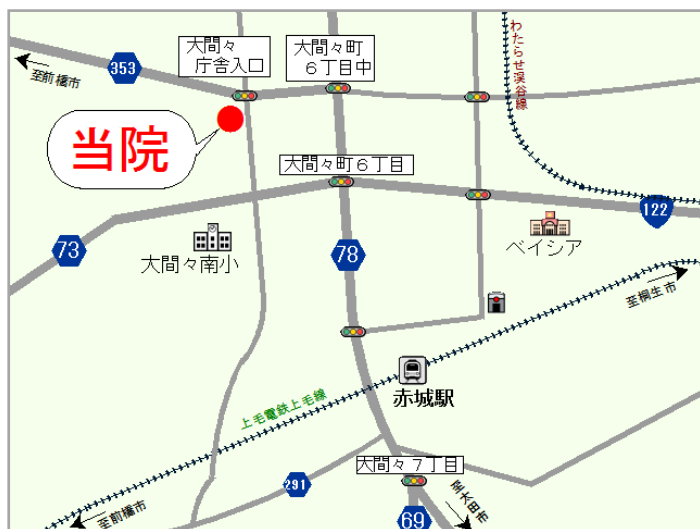 大間々
庁舎入口
大間々町
6丁目中
わたらせ渓谷線
353
至前橋市
当院
大間々町6丁目
122
73
大間々南小
78
ベイシア
至桐生市
赤城駅
上毛電鉄上毛線
大間々7丁目
291
至前橋市
69
至太田市